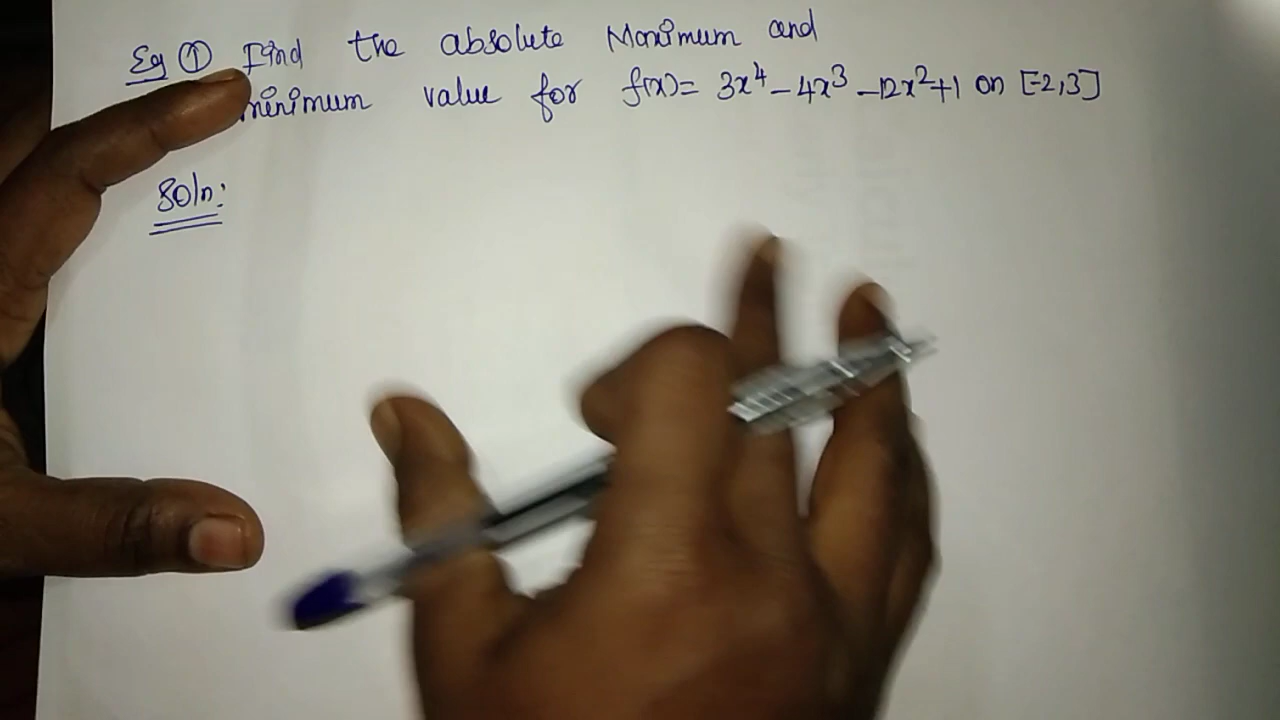 Eg ① Find the absolute Maximum and
minimum value for f(x) = 3x⁴ - 4x³ - 12x² + 1 on [-2, 3]
Soln: